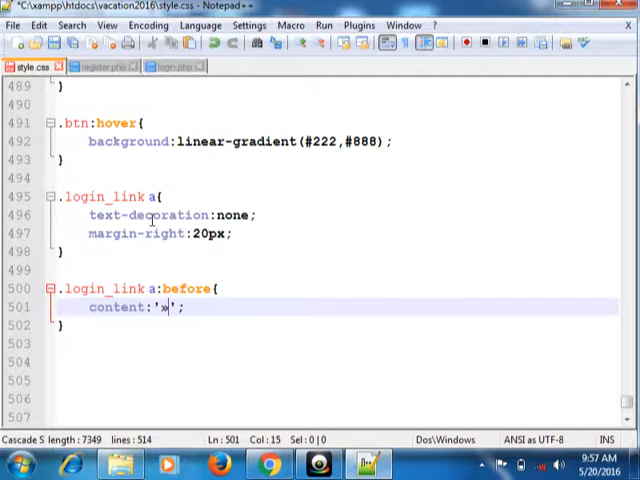 *C:\xampp\htdocs\vacation2016\style.css - Notepad++
File Edit Search View Encoding Language Settings Macro Run Plugins Window ? X
style.css register.php login.php
489 }
490
491 .btn:hover{
492 background:linear-gradient(#222,#888);
493 }
494
495 .login_link a{
496 text-decoration:none;
497 margin-right:20px;
498 }
499
500 .login_link a:before{
501 content:'»';
502 }
503
504
505
506
507
Cascade S length : 7349 lines : 514 Ln : 501 Col : 15 Sel : 0 | 0 Dos\Windows ANSI as UTF-8 INS
9:57 AM
5/20/2016